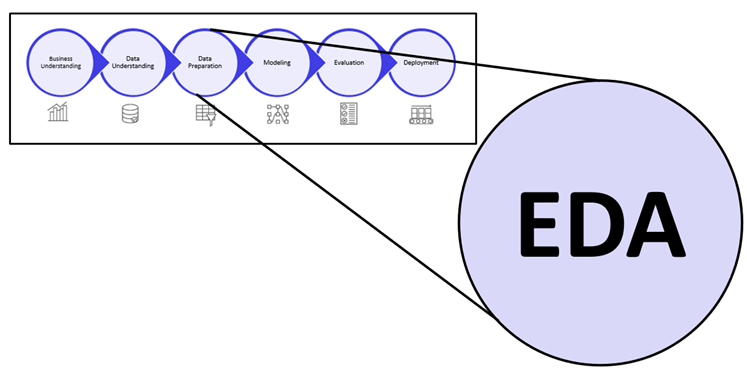 Business
Understanding
Data
Understanding
Data
Preparation
Modeling
Evaluation
Deployment
EDA